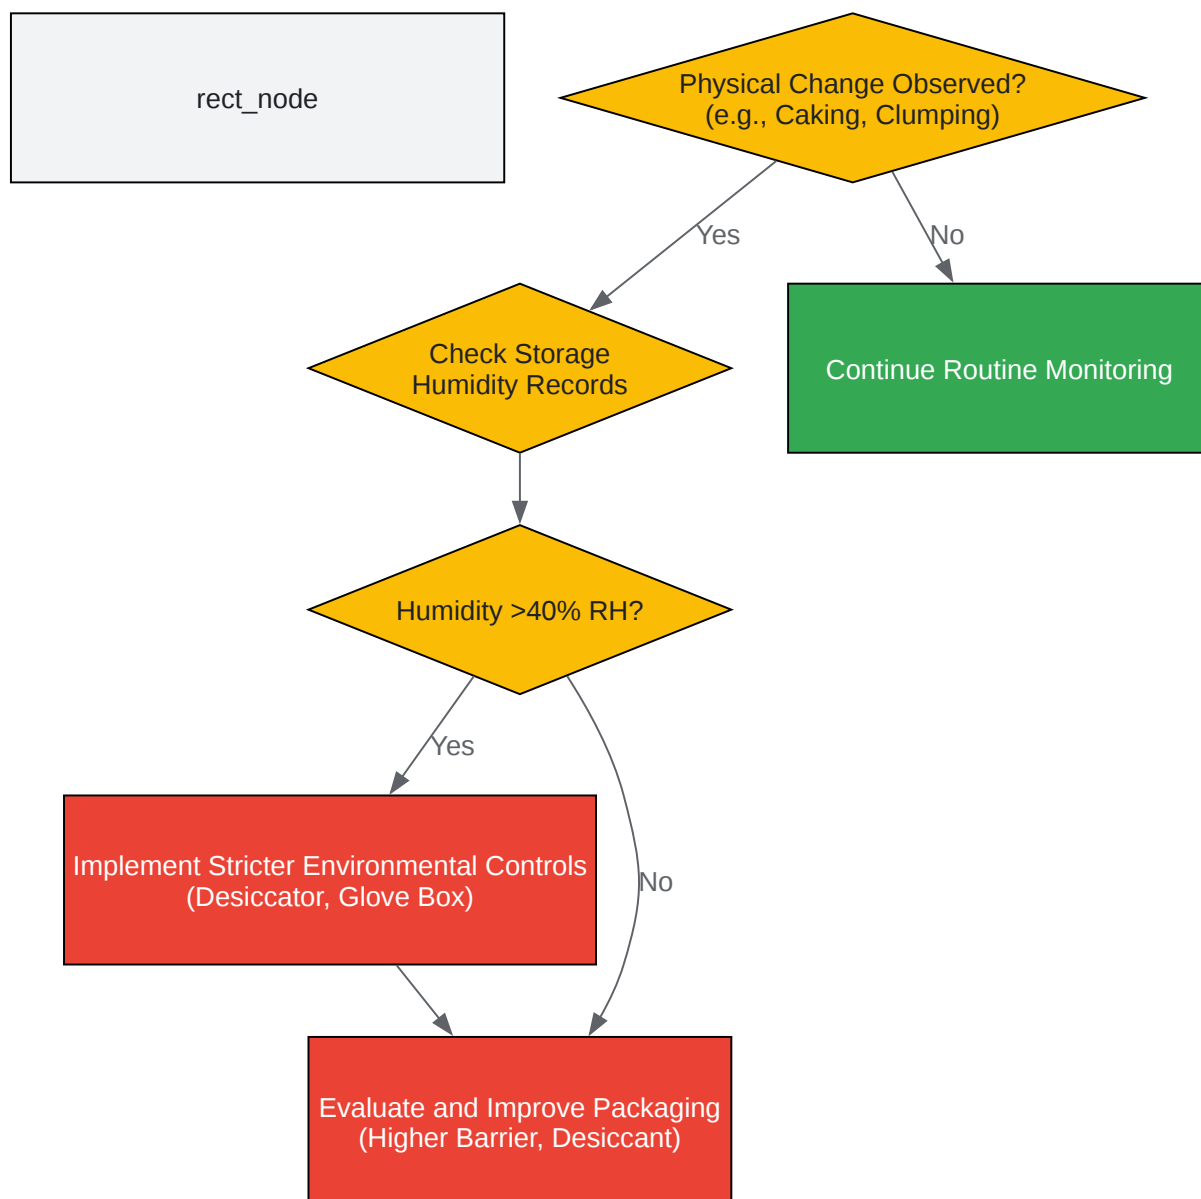 rect_node
Physical Change Observed?
(e.g., Caking, Clumping)
Yes
No
Check Storage
Humidity Records
Continue Routine Monitoring
Humidity >40% RH?
Yes
Implement Stricter Environmental Controls
(Desiccator, Glove Box)
No
Evaluate and Improve Packaging
(Higher Barrier, Desiccant)